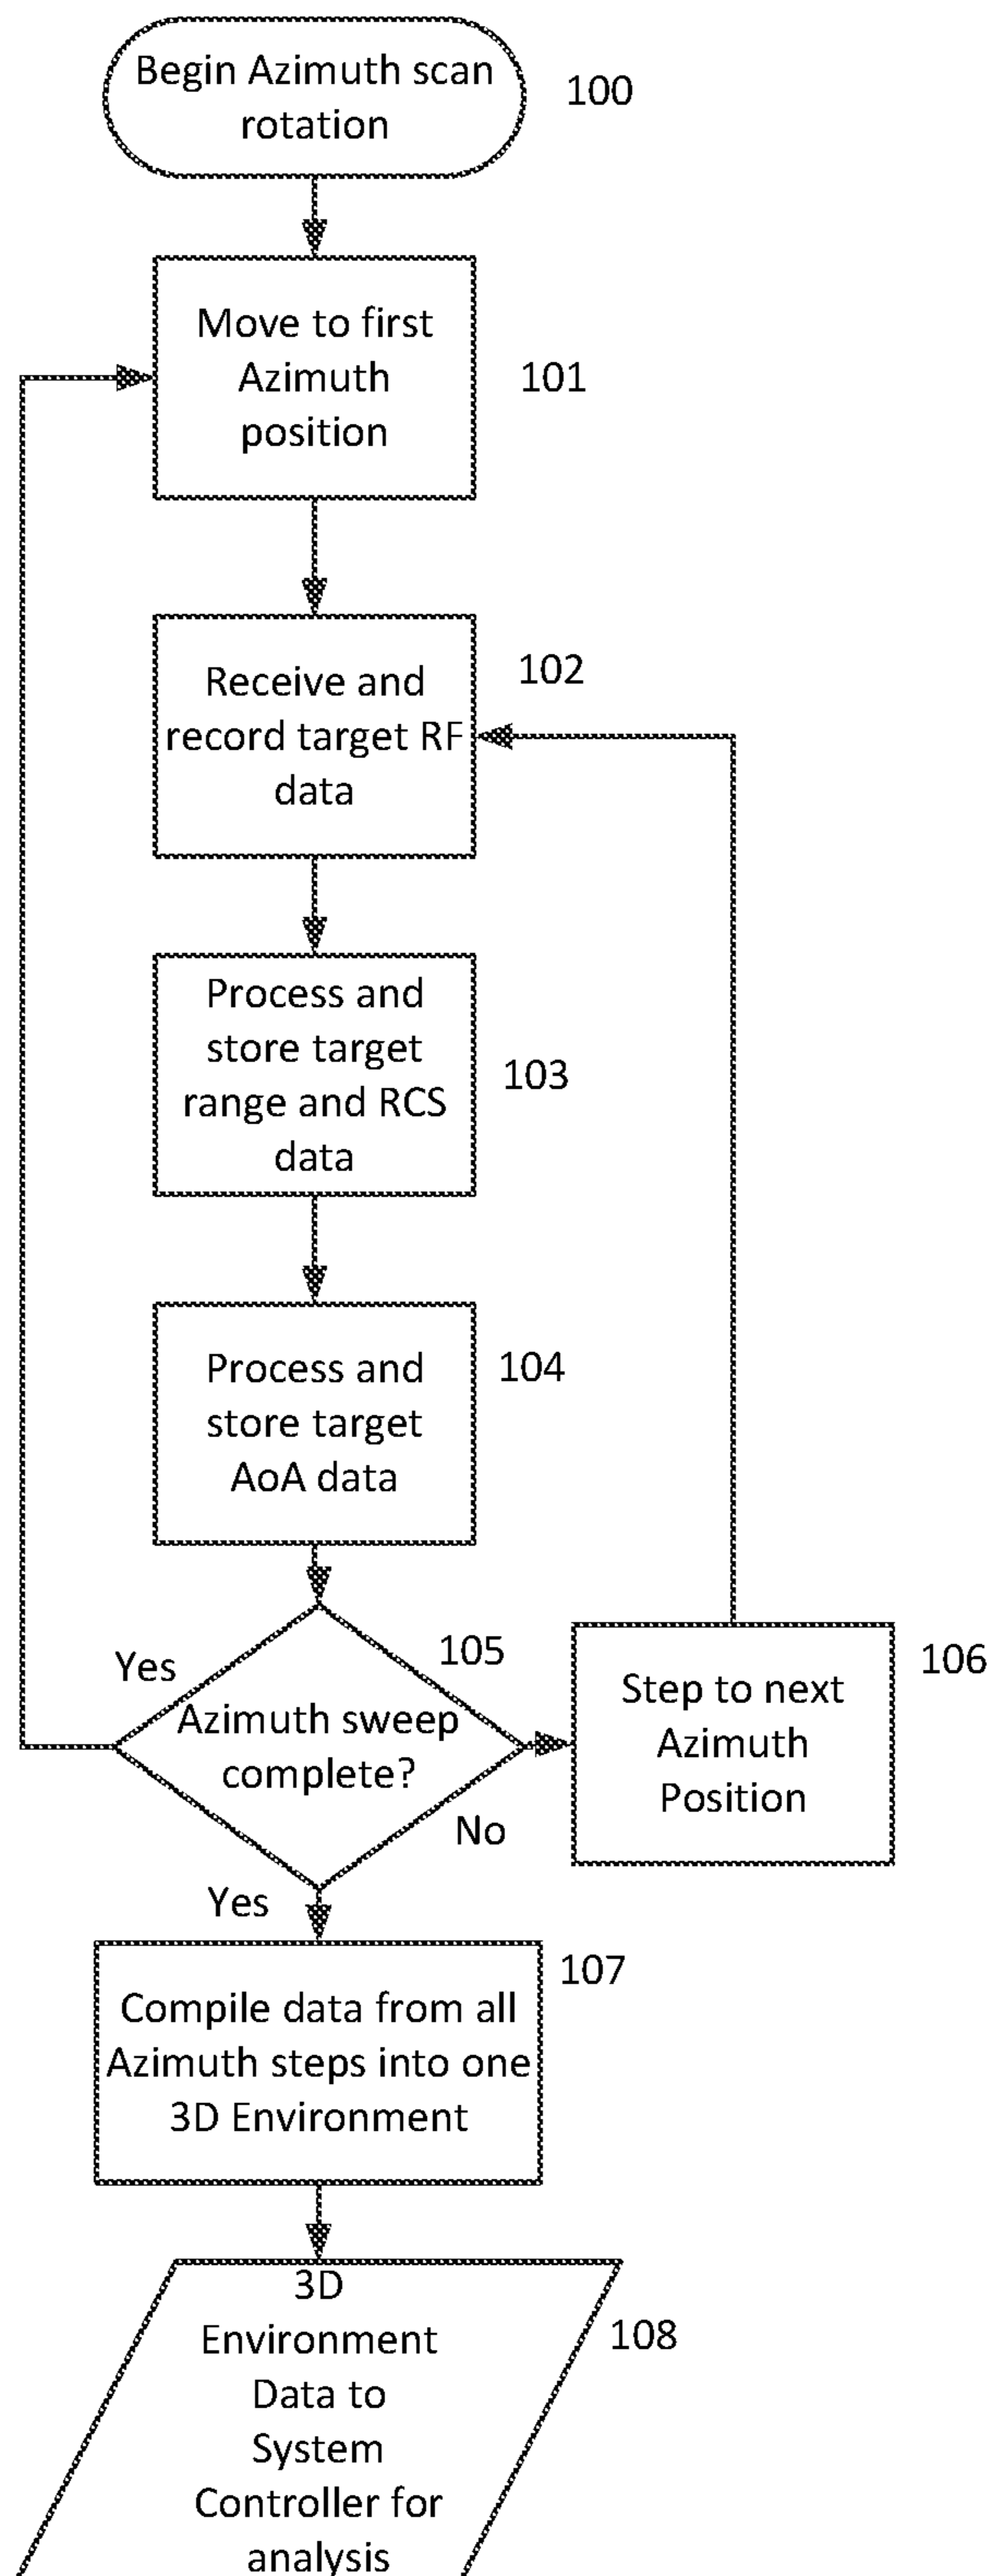 Begin Azimuth scan
rotation
100
Move to first
Azimuth
position
101
Receive and
record target RF
data
102
Process and
store target
range and RCS
data
103
Process and
store target
AoA data
104
Yes
105
Azimuth sweep
complete?
No
Step to next
Azimuth
Position
106
Yes
Compile data from all
Azimuth steps into one
3D Environment
107
3D
Environment
Data to
System
Controller for
analysis
108